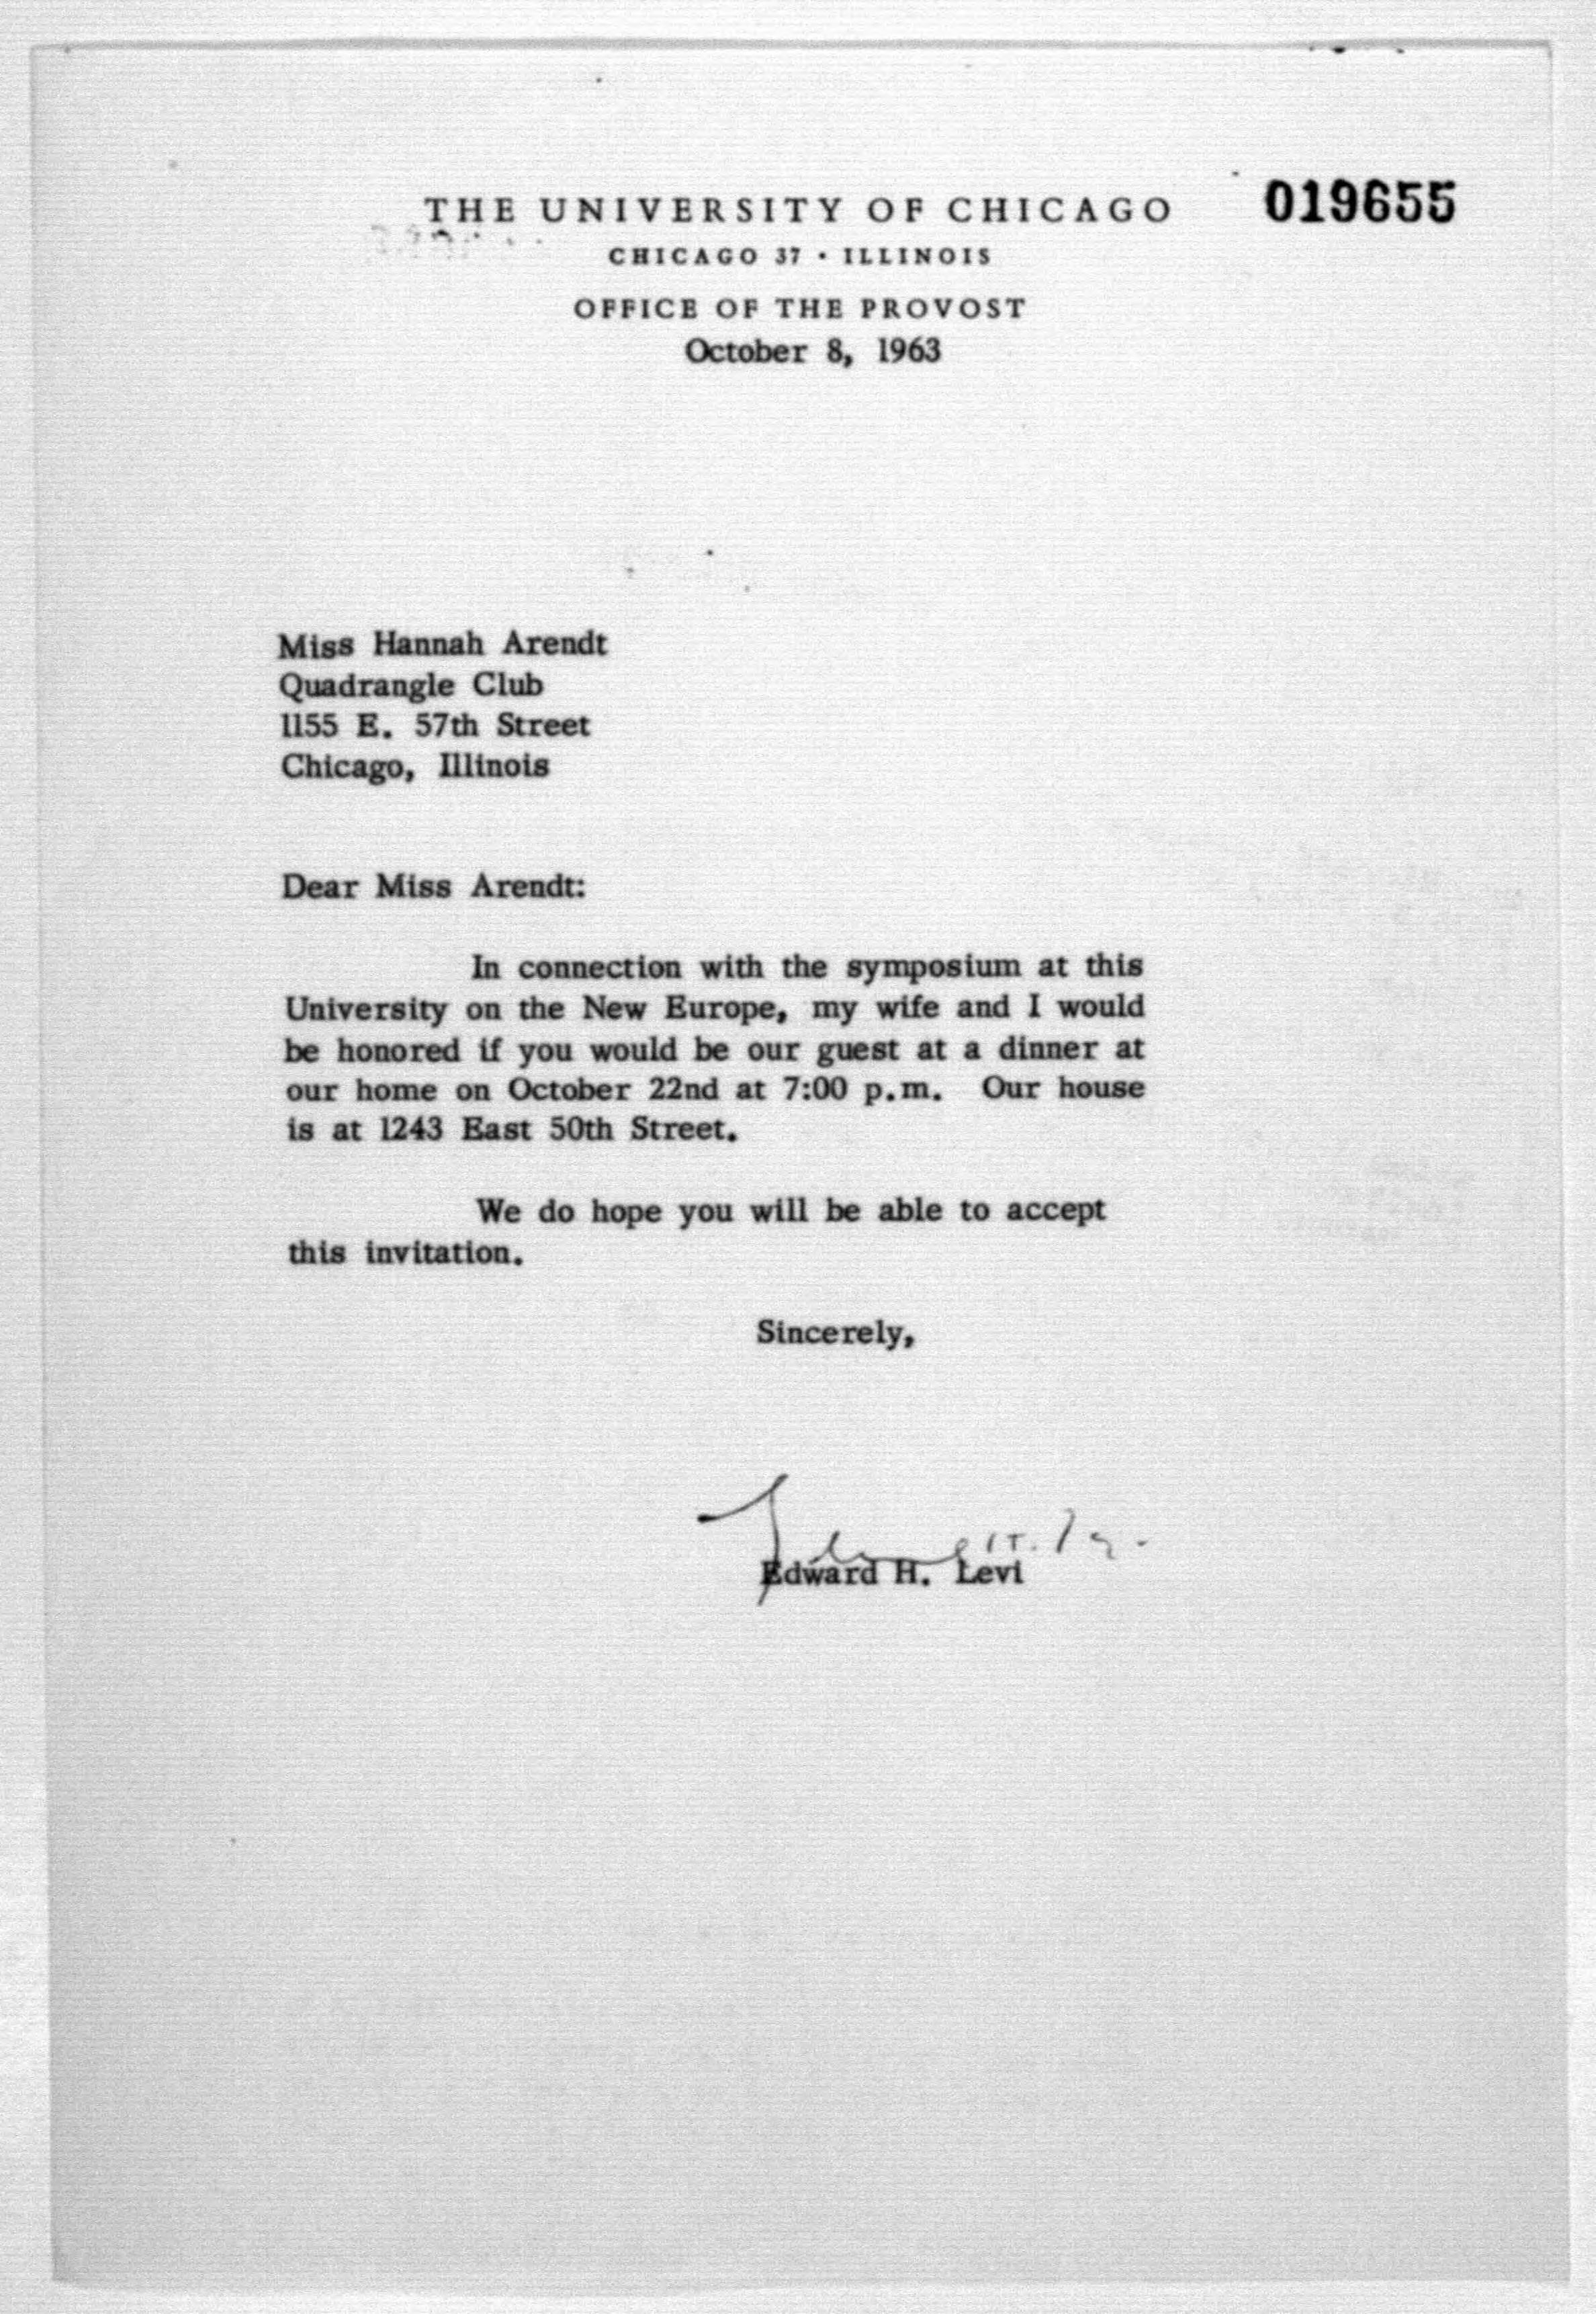 019655
THE UNIVERSITY OF CHICAGO
CHICAGO 37 • ILLINOIS
OFFICE OF THE PROVOST
October 8, 1963
Miss Hannah Arendt
Quadrangle Club
1155 E. 57th Street
Chicago, Illinois
Dear Miss Arendt:
In connection with the symposium at this
University on the New Europe, my wife and I would
be honored if you would be our guest at a dinner at
our home on October 22nd at 7:00 p.m. Our house
is at 1243 East 50th Street.
We do hope you will be able to accept
this invitation.
Sincerely,
Edward H. Levi